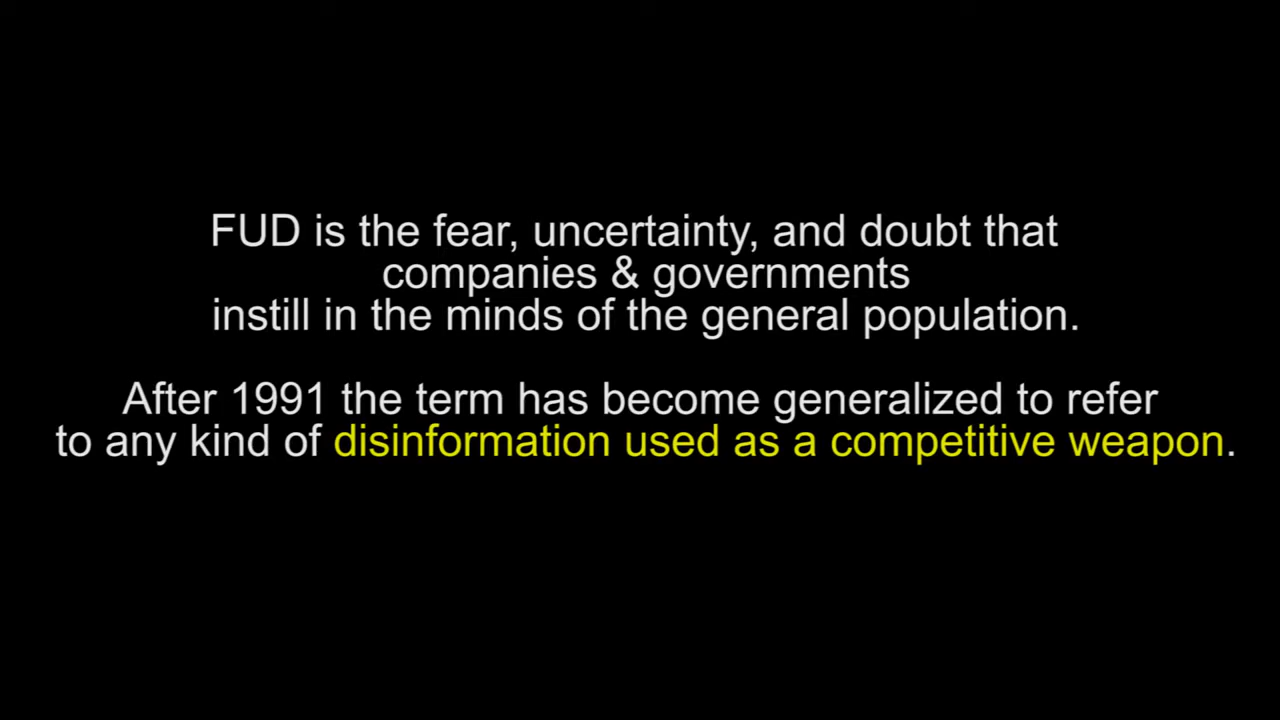 FUD is the fear, uncertainty, and doubt that
companies & governments
instill in the minds of the general population.
After 1991 the term has become generalized to refer
to any kind of disinformation used as a competitive weapon.